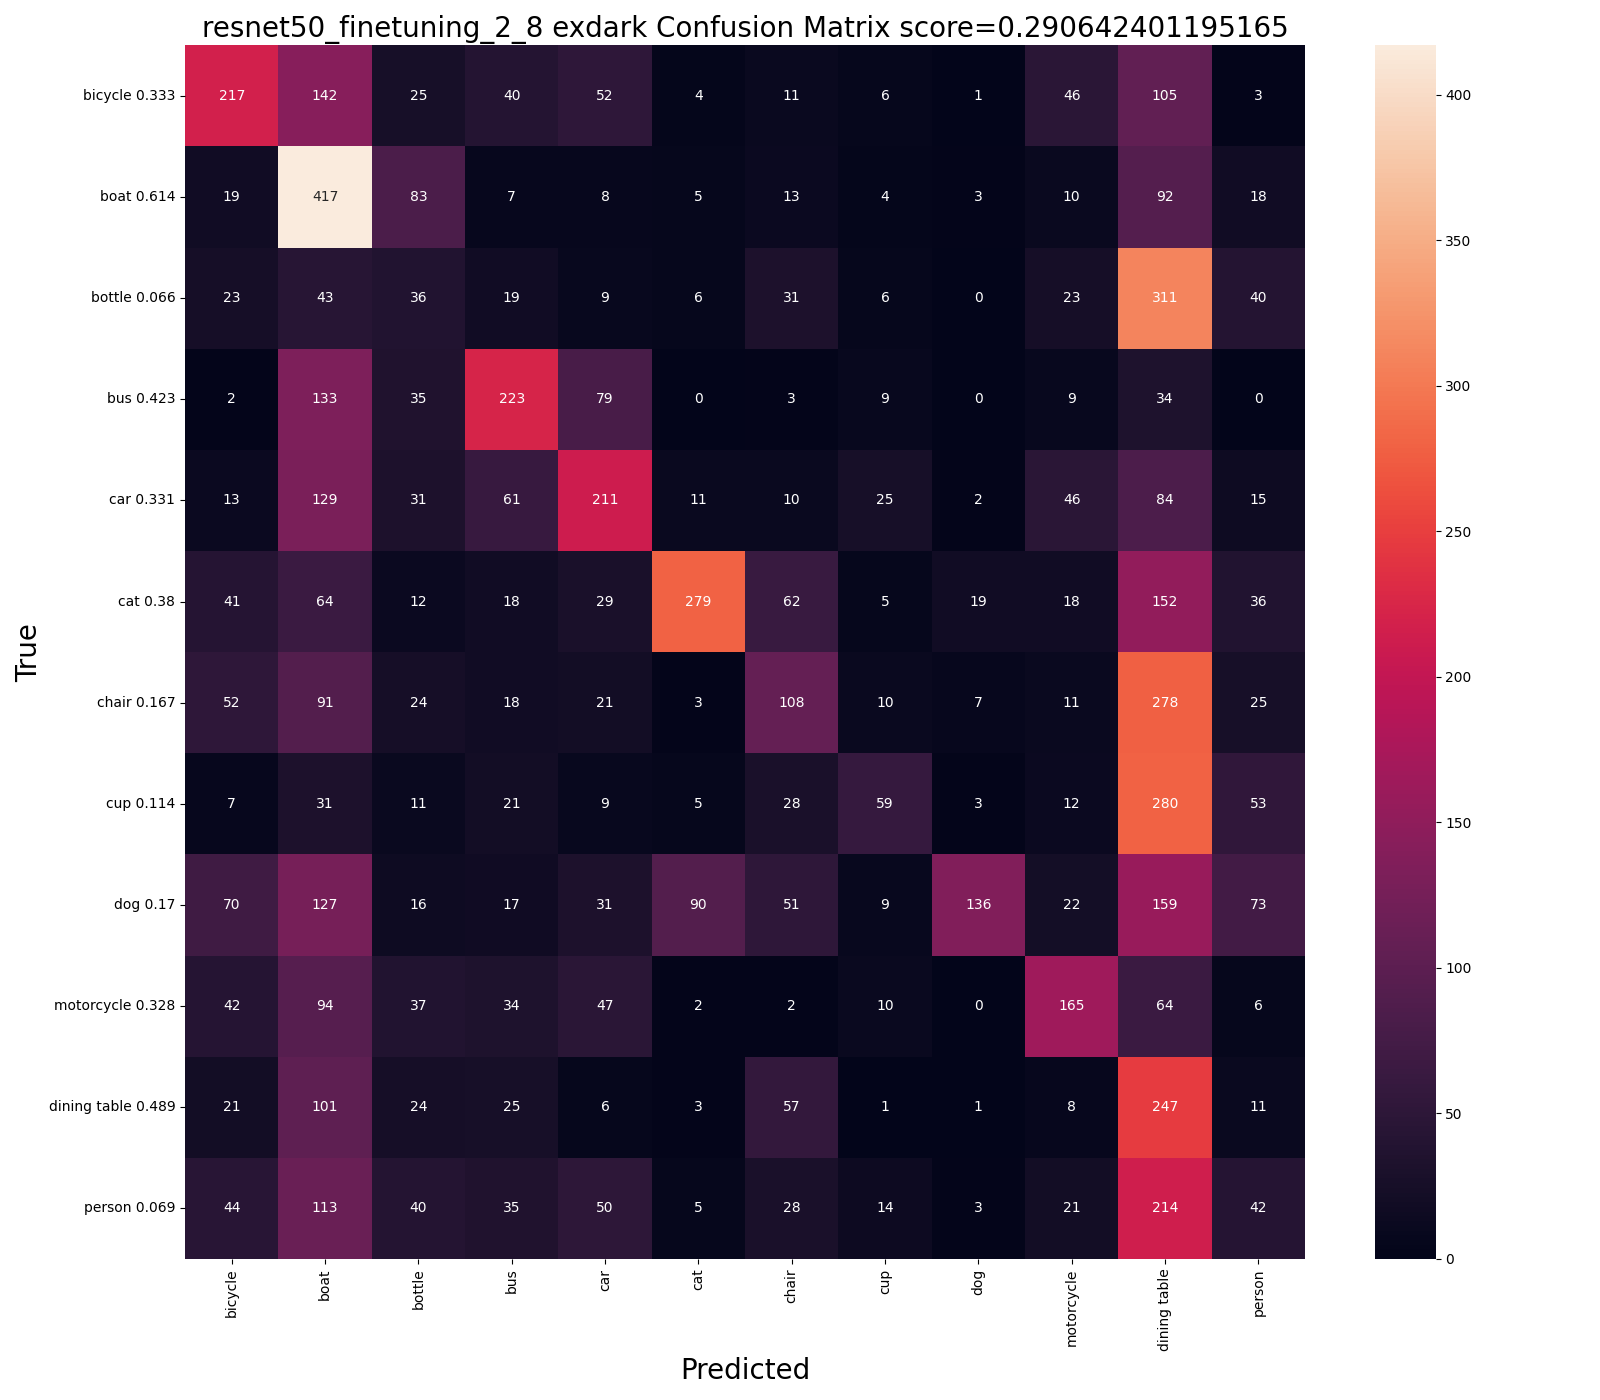 resnet50_finetuning_2_8 exdark Confusion Matrix score=0.290642401195165
bicycle 0.333 217 142 25 40 52 4 11 6 1 46 105 3
boat 0.614 19 417 83 7 8 5 13 4 3 10 92 18
bottle 0.066 23 43 36 19 9 6 31 6 0 23 311 40
bus 0.423 2 133 35 223 79 0 3 9 0 9 34 0
car 0.331 13 129 31 61 211 11 10 25 2 46 84 15
cat 0.38 41 64 12 18 29 279 62 5 19 18 152 36
chair 0.167 52 91 24 18 21 3 108 10 7 11 278 25
cup 0.114 7 31 11 21 9 5 28 59 3 12 280 53
dog 0.17 70 127 16 17 31 90 51 9 136 22 159 73
motorcycle 0.328 42 94 37 34 47 2 2 10 0 165 64 6
dining table 0.489 21 101 24 25 6 3 57 1 1 8 247 11
person 0.069 44 113 40 35 50 5 28 14 3 21 214 42
True
bicycle boat bottle bus car cat chair cup dog motorcycle dining table person
Predicted
400
350
300
250
200
150
100
50
0